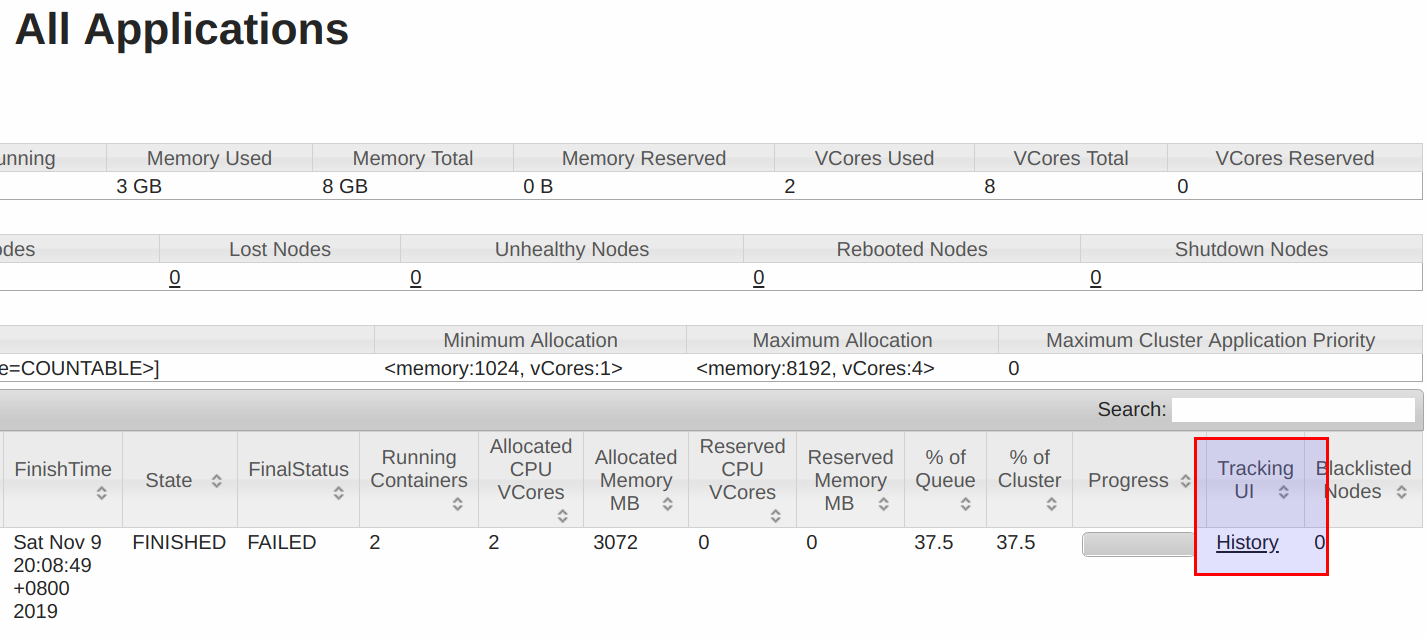 All Applications
unning Memory Used Memory Total Memory Reserved VCores Used VCores Total VCores Reserved
3 GB 8 GB 0 B 2 8 0
odes Lost Nodes Unhealthy Nodes Rebooted Nodes Shutdown Nodes
0 0 0 0
Minimum Allocation Maximum Allocation Maximum Cluster Application Priority
e=COUNTABLE>] <memory:1024, vCores:1> <memory:8192, vCores:4> 0
Search:
FinishTime
State
FinalStatus
Running
Containers
Allocated
CPU
VCores
Allocated
Memory
MB
Reserved
CPU
VCores
Reserved
Memory
MB
% of
Queue
% of
Cluster
Progress
Tracking
UI
Blacklisted
Nodes
Sat Nov 9 FINISHED FAILED 2 2 3072 0 0 37.5 37.5 History 0
20:08:49
+0800
2019